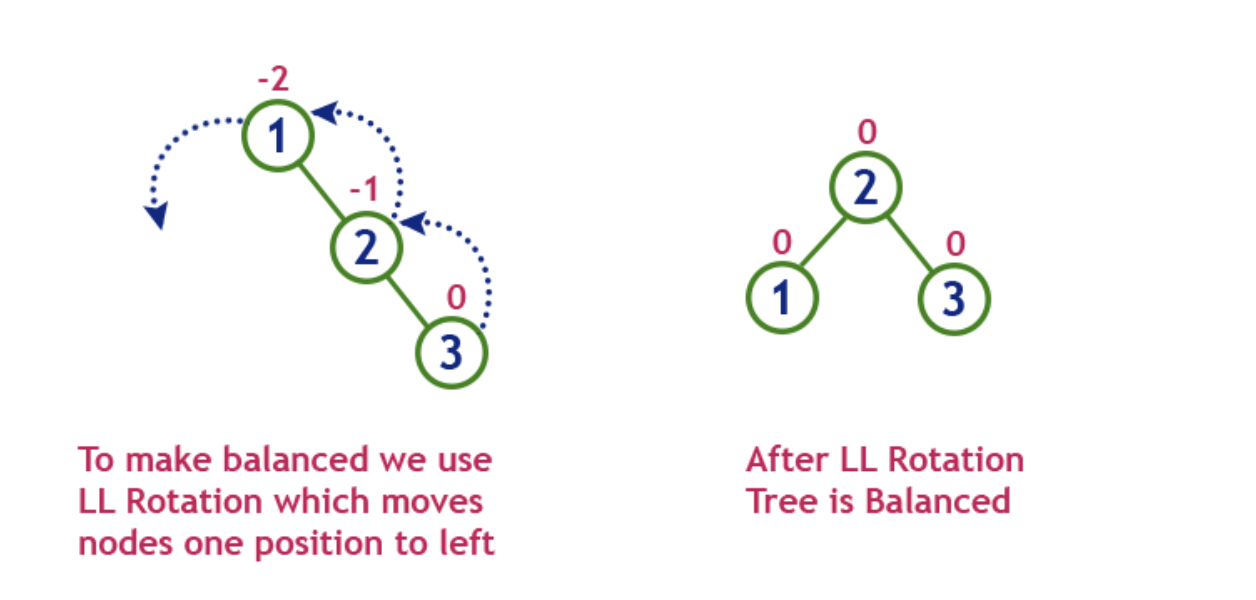 -2
1
-1
2
0
3
To make balanced we use
LL Rotation which moves
nodes one position to left
0
2
0
0
1
3
After LL Rotation
Tree is Balanced